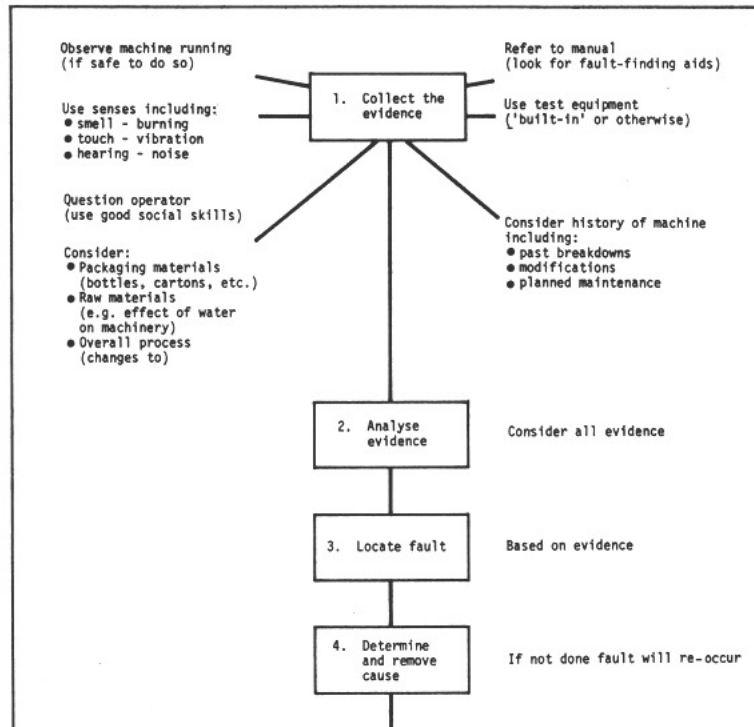 Observe machine running
(if safe to do so)
Use senses including:
● smell - burning
● touch - vibration
● hearing - noise
Question operator
(use good social skills)
Consider:
● Packaging materials
(bottles, cartons, etc.)
● Raw materials
(e.g. effect of water
on machinery)
● Overall process
(changes to)
1. Collect the
evidence
Refer to manual
(look for fault-finding aids)
Use test equipment
('built-in' or otherwise)
Consider history of machine
including:
● past breakdowns
● modifications
● planned maintenance
2. Analyse
evidence
Consider all evidence
3. Locate fault
Based on evidence
4. Determine
and remove
cause
If not done fault will re-occur